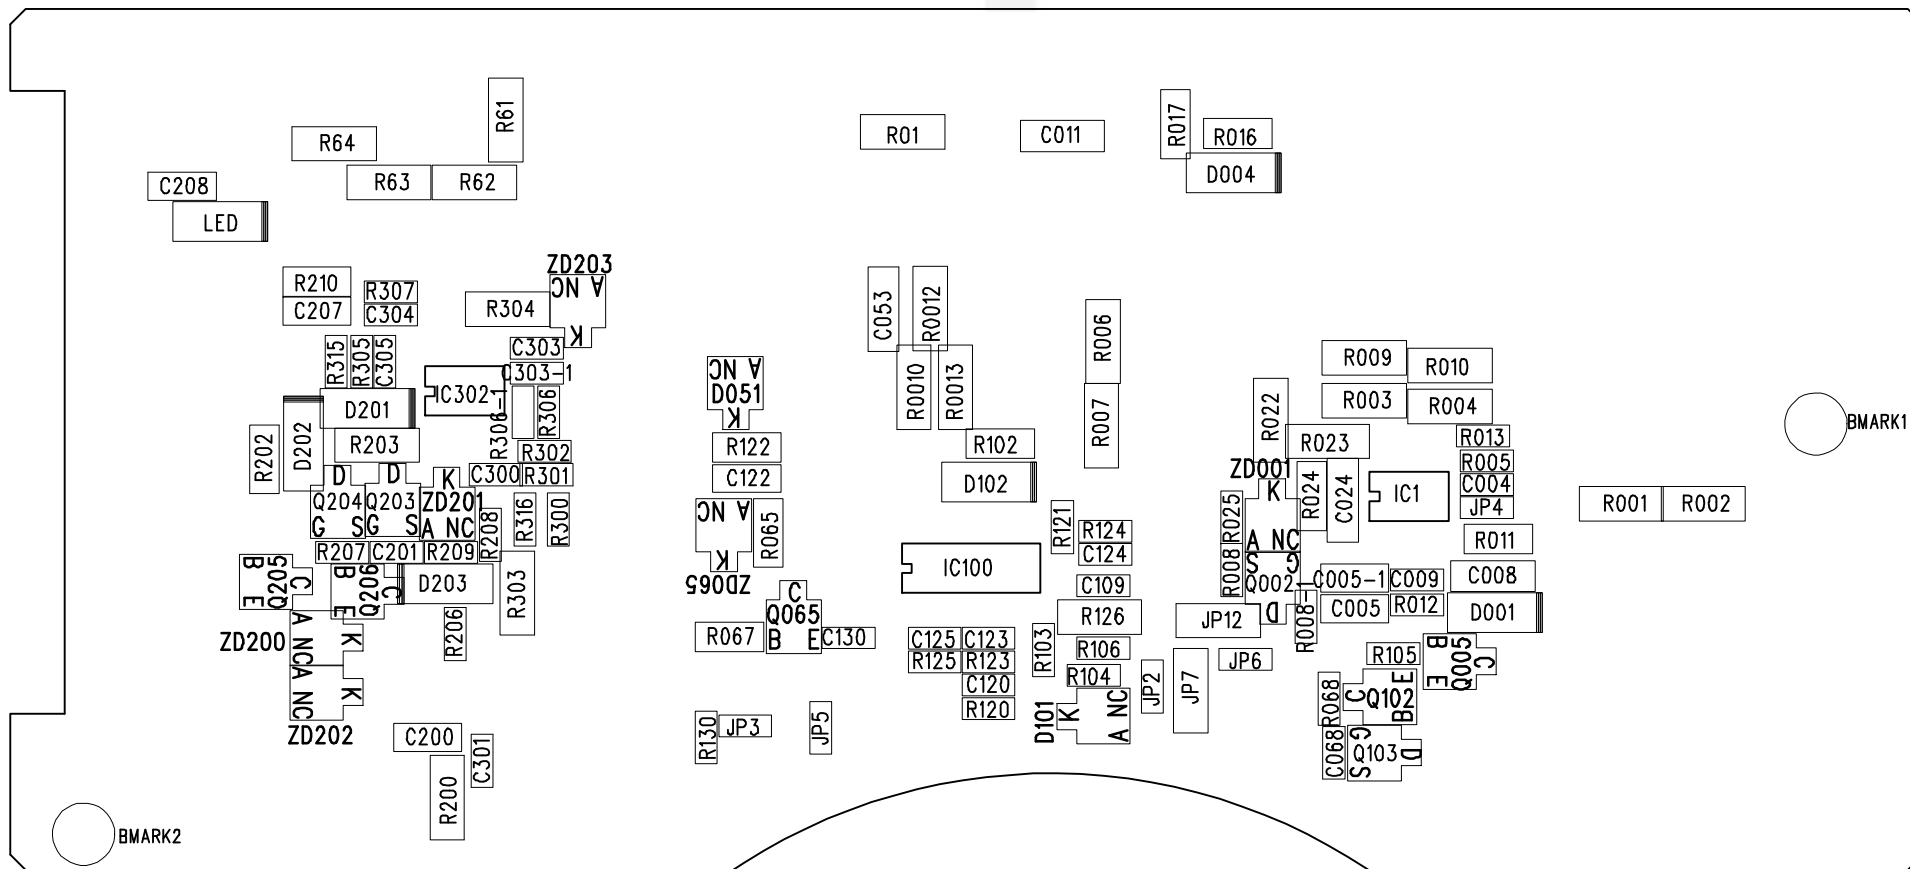 R61
R64
R63
R62
C208
LED
R01
C011
R017
R016
D004
ZD203
A NC
K
R210
C207
R307
C304
R304
C053
R0012
R0010
R0013
R006
R007
R315
R305
C305
C303
C303-1
IC302
R306-1
R306
D201
D202
R202
R203
R302
C300
R301
A NC
D051
K
R122
C122
R102
D102
R009
R010
R003
R004
R022
R023
R013
R005
C004
JP4
BMARK1
D
Q204
G S
D
Q203
G S
K
ZD201
A NC
R208
R316
R300
A NC
K
ZD065
R065
R121
R124
C124
ZD001
K
A NC
R025
R024
C024
IC1
R001
R002
R011
R207
C201
R209
B
Q205
C
E
B
Q206
C
E
D203
R303
R206
IC100
C109
R126
R008
S G
Q002
D
R008-1
C005-1
C009
C008
C005
R012
D001
ZD200
A NC
K
A NC
K
ZD202
R067
C
Q065
B E
C130
C125
C123
R125
R123
C120
R120
R103
R106
R104
JP12
JP6
JP2
JP7
R105
B
Q005
C
E
D101
K
A NC
R068
C
Q102
E
B
C068
G
Q103
D
S
C200
C301
R200
R130
JP3
JP5
BMARK2